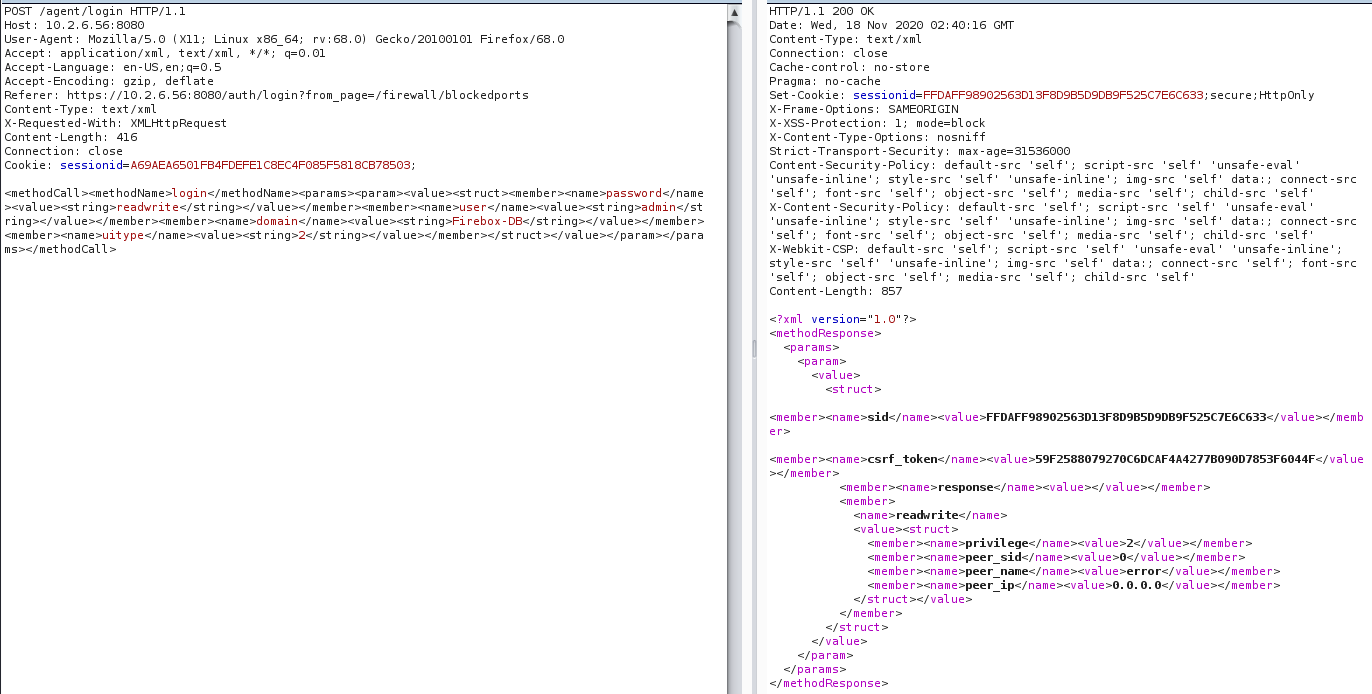 POST /agent/login HTTP/1.1
Host: 10.2.6.56:8080
User-Agent: Mozilla/5.0 (X11; Linux x86_64; rv:68.0) Gecko/20100101 Firefox/68.0
Accept: application/xml, text/xml, */*; q=0.01
Accept-Language: en-US,en;q=0.5
Accept-Encoding: gzip, deflate
Referer: https://10.2.6.56:8080/auth/login?from_page=/firewall/blockedports
Content-Type: text/xml
X-Requested-With: XMLHttpRequest
Content-Length: 416
Connection: close
Cookie: sessionid=A69AEA6501FB4FDEFE1C8EC4F085F5818CB78503;

<methodCall><methodName>login</methodName><params><param><value><struct><member><name>password</name
><value><string>readwrite</string></value></member><member><name>user</name><value><string>admin</st
ring></value></member><member><name>domain</name><value><string>Firebox-DB</string></value></member>
<member><name>uitype</name><value><string>2</string></value></member></struct></value></param></para
ms></methodCall>
HTTP/1.1 200 OK
Date: Wed, 18 Nov 2020 02:40:16 GMT
Content-Type: text/xml
Connection: close
Cache-control: no-store
Pragma: no-cache
Set-Cookie: sessionid=FFDAFF98902563D13F8D9B5D9DB9F525C7E6C633;secure;HttpOnly
X-Frame-Options: SAMEORIGIN
X-XSS-Protection: 1; mode=block
X-Content-Type-Options: nosniff
Strict-Transport-Security: max-age=31536000
Content-Security-Policy: default-src 'self'; script-src 'self' 'unsafe-eval'
'unsafe-inline'; style-src 'self' 'unsafe-inline'; img-src 'self' data:; connect-src
'self'; font-src 'self'; object-src 'self'; media-src 'self'; child-src 'self'
X-Content-Security-Policy: default-src 'self'; script-src 'self' 'unsafe-eval'
'unsafe-inline'; style-src 'self' 'unsafe-inline'; img-src 'self' data:; connect-src
'self'; font-src 'self'; object-src 'self'; media-src 'self'; child-src 'self'
X-Webkit-CSP: default-src 'self'; script-src 'self' 'unsafe-eval' 'unsafe-inline';
style-src 'self' 'unsafe-inline'; img-src 'self' data:; connect-src 'self'; font-src
'self'; object-src 'self'; media-src 'self'; child-src 'self'
Content-Length: 857

<?xml version="1.0"?>
<methodResponse>
<params>
<param>
<value>
<struct>

<member><name>sid</name><value>FFDAFF98902563D13F8D9B5D9DB9F525C7E6C633</value></memb
er>

<member><name>csrf_token</name><value>59F2588079270C6DCAF4A4277B090D7853F6044F</value
></member>
<member><name>response</name><value></value></member>
<member>
<name>readwrite</name>
<value><struct>
<member><name>privilege</name><value>2</value></member>
<member><name>peer_sid</name><value>0</value></member>
<member><name>peer_name</name><value>error</value></member>
<member><name>peer_ip</name><value>0.0.0.0</value></member>
</struct></value>
</member>
</struct>
</value>
</param>
</params>
</methodResponse>